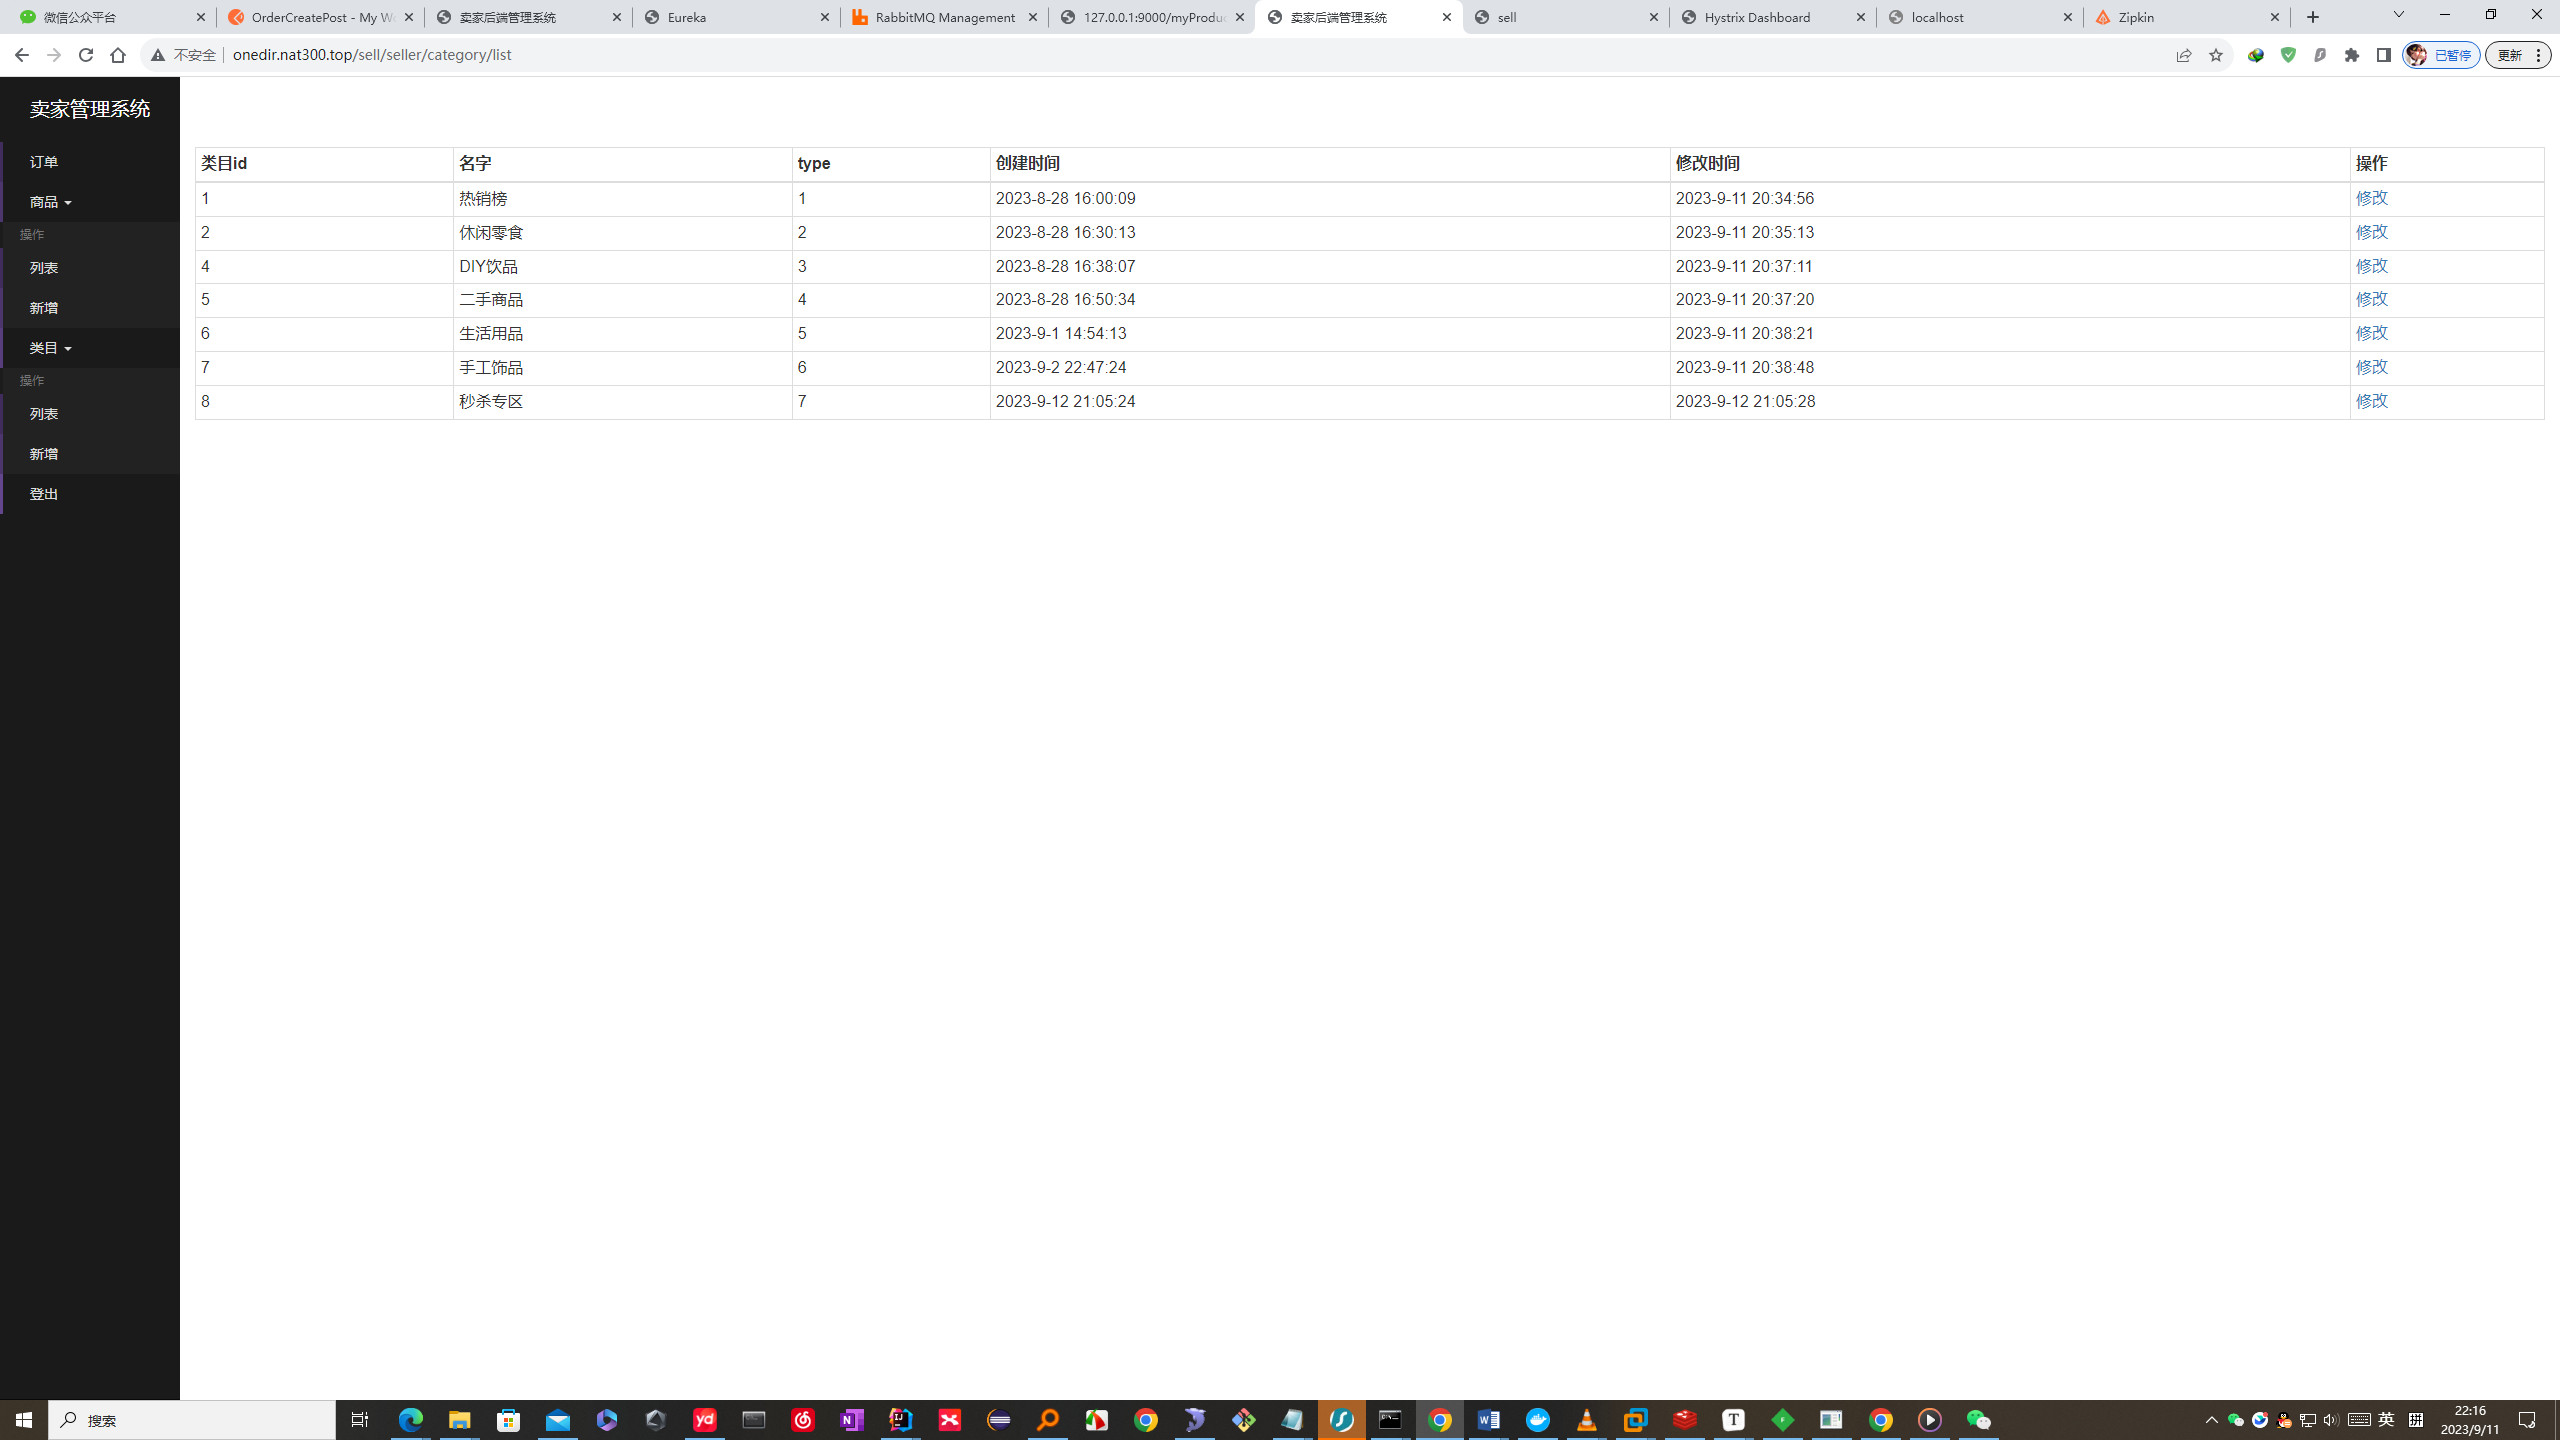 微信公众平台 OrderCreatePost - My W 卖家后端管理系统 Eureka RabbitMQ Management 127.0.0.1:9000/myProdu 卖家后端管理系统 sell Hystrix Dashboard localhost Zipkin
不安全 onedir.nat300.top/sell/seller/category/list 已暂停 更新
卖家管理系统
订单
商品
操作
列表
新增
类目
操作
列表
新增
登出
类目id 名字 type 创建时间 修改时间 操作
1 热销榜 1 2023-8-28 16:00:09 2023-9-11 20:34:56 修改
2 休闲零食 2 2023-8-28 16:30:13 2023-9-11 20:35:13 修改
4 DIY饮品 3 2023-8-28 16:38:07 2023-9-11 20:37:11 修改
5 二手商品 4 2023-8-28 16:50:34 2023-9-11 20:37:20 修改
6 生活用品 5 2023-9-1 14:54:13 2023-9-11 20:38:21 修改
7 手工饰品 6 2023-9-2 22:47:24 2023-9-11 20:38:48 修改
8 秒杀专区 7 2023-9-12 21:05:24 2023-9-12 21:05:28 修改
搜索 英 拼 22:16
2023/9/11